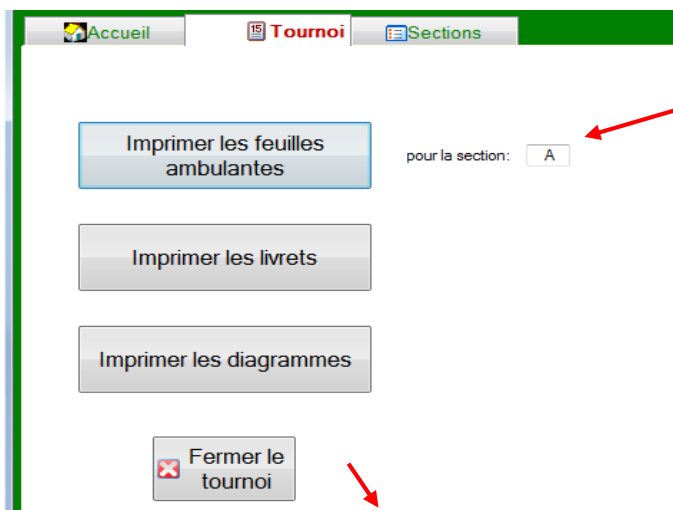 Accueil
15 Tournoi
Sections
Imprimer les feuilles
ambulantes
pour la section: A
Imprimer les livrets
Imprimer les diagrammes
Fermer le
tournoi